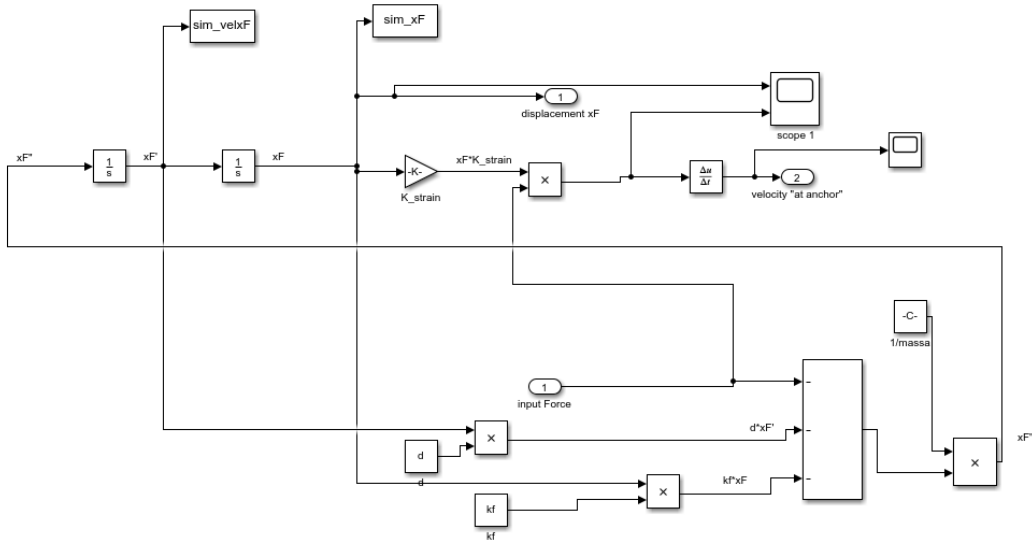 sim_velxF
sim_xF
1
displacement xF
scope 1
xF''
1
s
xF'
1
s
xF
-K-
K_strain
xF*K_strain
×
Δu
Δt
2
velocity "at anchor"
-C-
1/massa
1
input Force
-
×
d*xF'
-
d
d
xF''
×
kf*xF
-
×
kf
kf